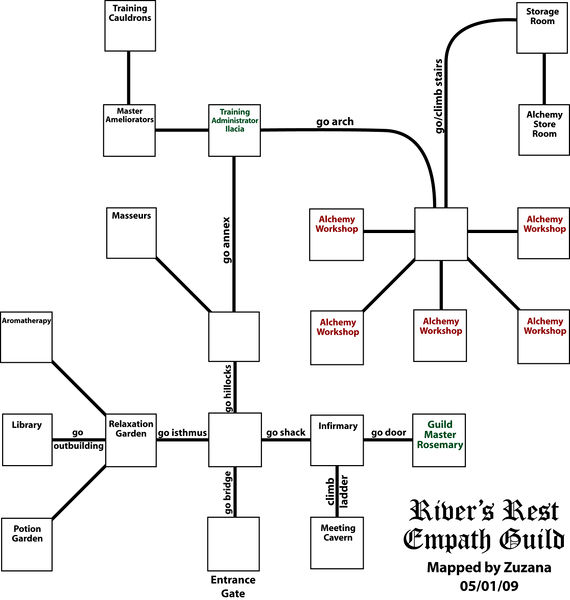 Training
Cauldrons
Storage
Room
Master
Ameliorators
Training
Administrator
Ilacia
go arch
go/climb stairs
Alchemy
Store
Room
Masseurs
go annex
Alchemy
Workshop
Alchemy
Workshop
Alchemy
Workshop
Alchemy
Workshop
Alchemy
Workshop
Aromatherapy
go hillocks
Library
go
outbuilding
Relaxation
Garden
go isthmus
go shack
Infirmary
go door
Guild
Master
Rosemary
go bridge
climb
ladder
Potion
Garden
Entrance
Gate
Meeting
Cavern
River's Rest
Empath Guild
Mapped by Zuzana
05/01/09